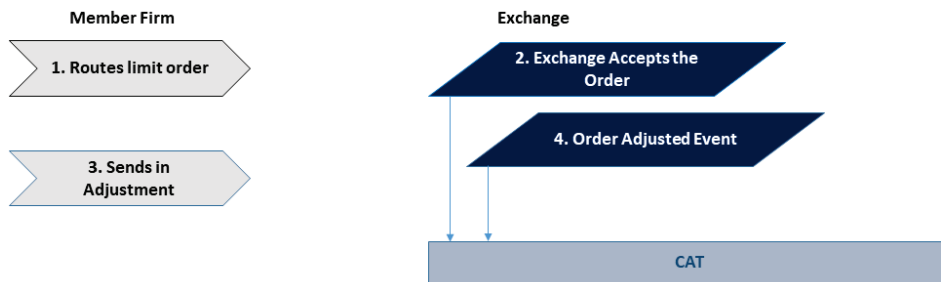 Member Firm
Exchange
1. Routes limit order
2. Exchange Accepts the
Order
4. Order Adjusted Event
3. Sends in
Adjustment
CAT